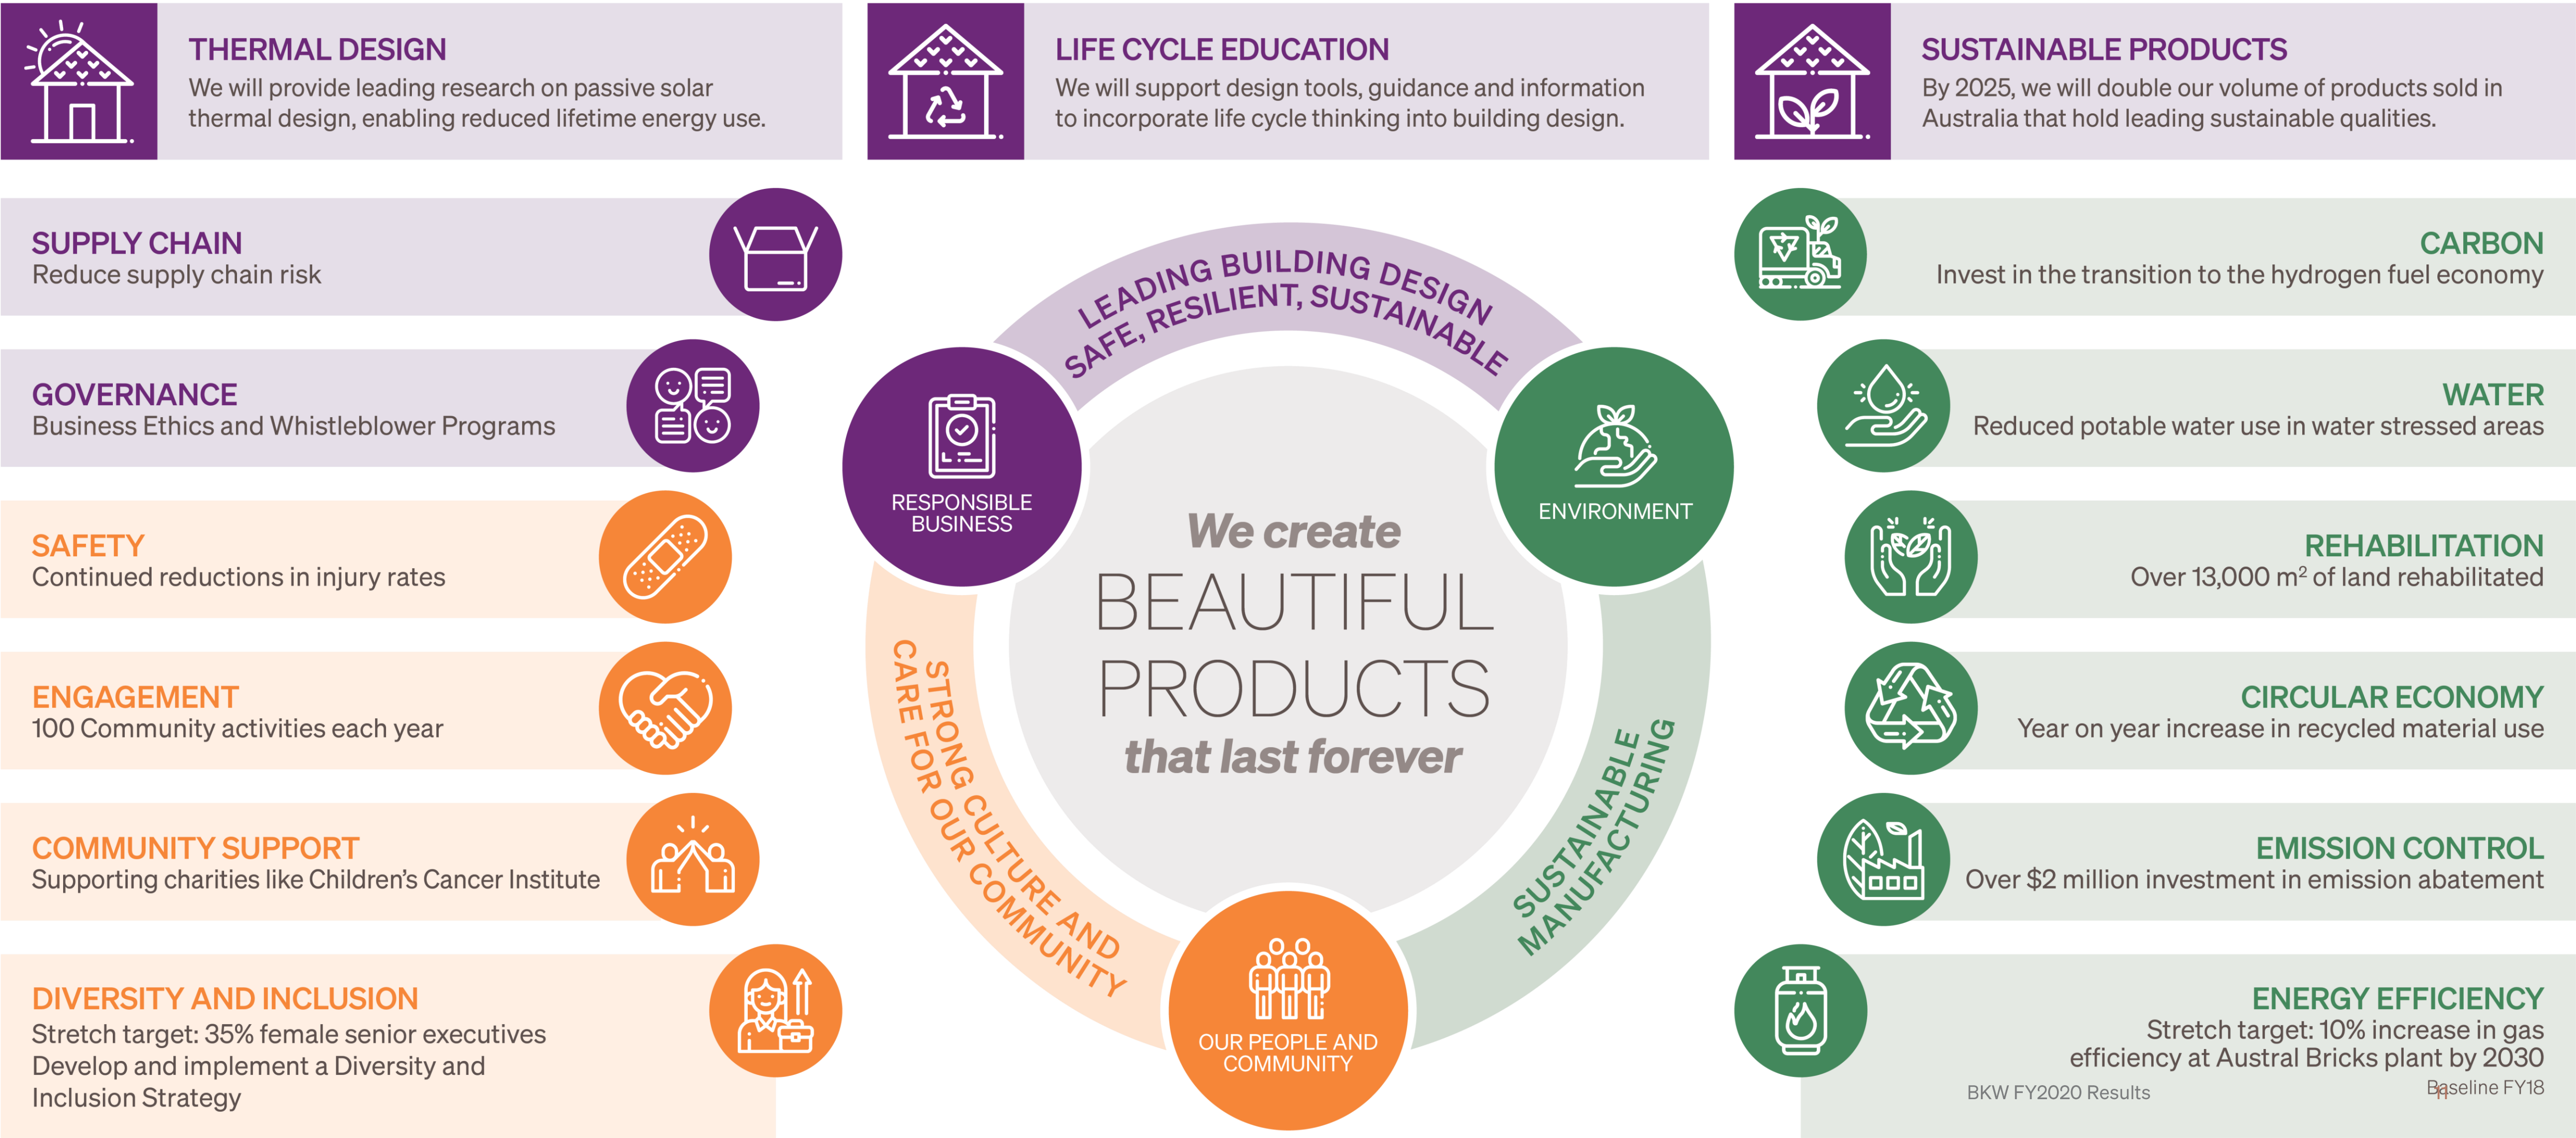 THERMAL DESIGN
We will provide leading research on passive solar
thermal design, enabling reduced lifetime energy use.
LIFE CYCLE EDUCATION
We will support design tools, guidance and information
to incorporate life cycle thinking into building design.
SUSTAINABLE PRODUCTS
By 2025, we will double our volume of products sold in
Australia that hold leading sustainable qualities.
SUPPLY CHAIN
Reduce supply chain risk
GOVERNANCE
Business Ethics and Whistleblower Programs
SAFETY
Continued reductions in injury rates
ENGAGEMENT
100 Community activities each year
COMMUNITY SUPPORT
Supporting charities like Children's Cancer Institute
DIVERSITY AND INCLUSION
Stretch target: 35% female senior executives
Develop and implement a Diversity and
Inclusion Strategy
LEADING BUILDING DESIGN
SAFE, RESILIENT, SUSTAINABLE
RESPONSIBLE
BUSINESS
ENVIRONMENT
We create
BEAUTIFUL
PRODUCTS
that last forever
STRONG CULTURE AND
CARE FOR OUR COMMUNITY
SUSTAINABLE
MANUFACTURING
OUR PEOPLE AND
COMMUNITY
CARBON
Invest in the transition to the hydrogen fuel economy
WATER
Reduced potable water use in water stressed areas
REHABILITATION
Over 13,000 m² of land rehabilitated
CIRCULAR ECONOMY
Year on year increase in recycled material use
EMISSION CONTROL
Over $2 million investment in emission abatement
ENERGY EFFICIENCY
Stretch target: 10% increase in gas
efficiency at Austral Bricks plant by 2030
Baseline FY18
BKW FY2020 Results
11